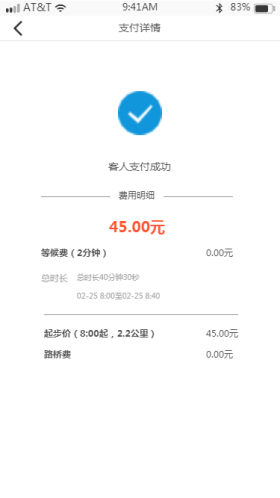 AT&T 9:41AM 83%
支付详情
客人支付成功
费用明细
45.00元
等候费（2分钟） 0.00元
总时长 总时长40分钟30秒
02-25 8:00至02-25 8:40
起步价（8:00起，2.2公里） 45.00元
路桥费 0.00元